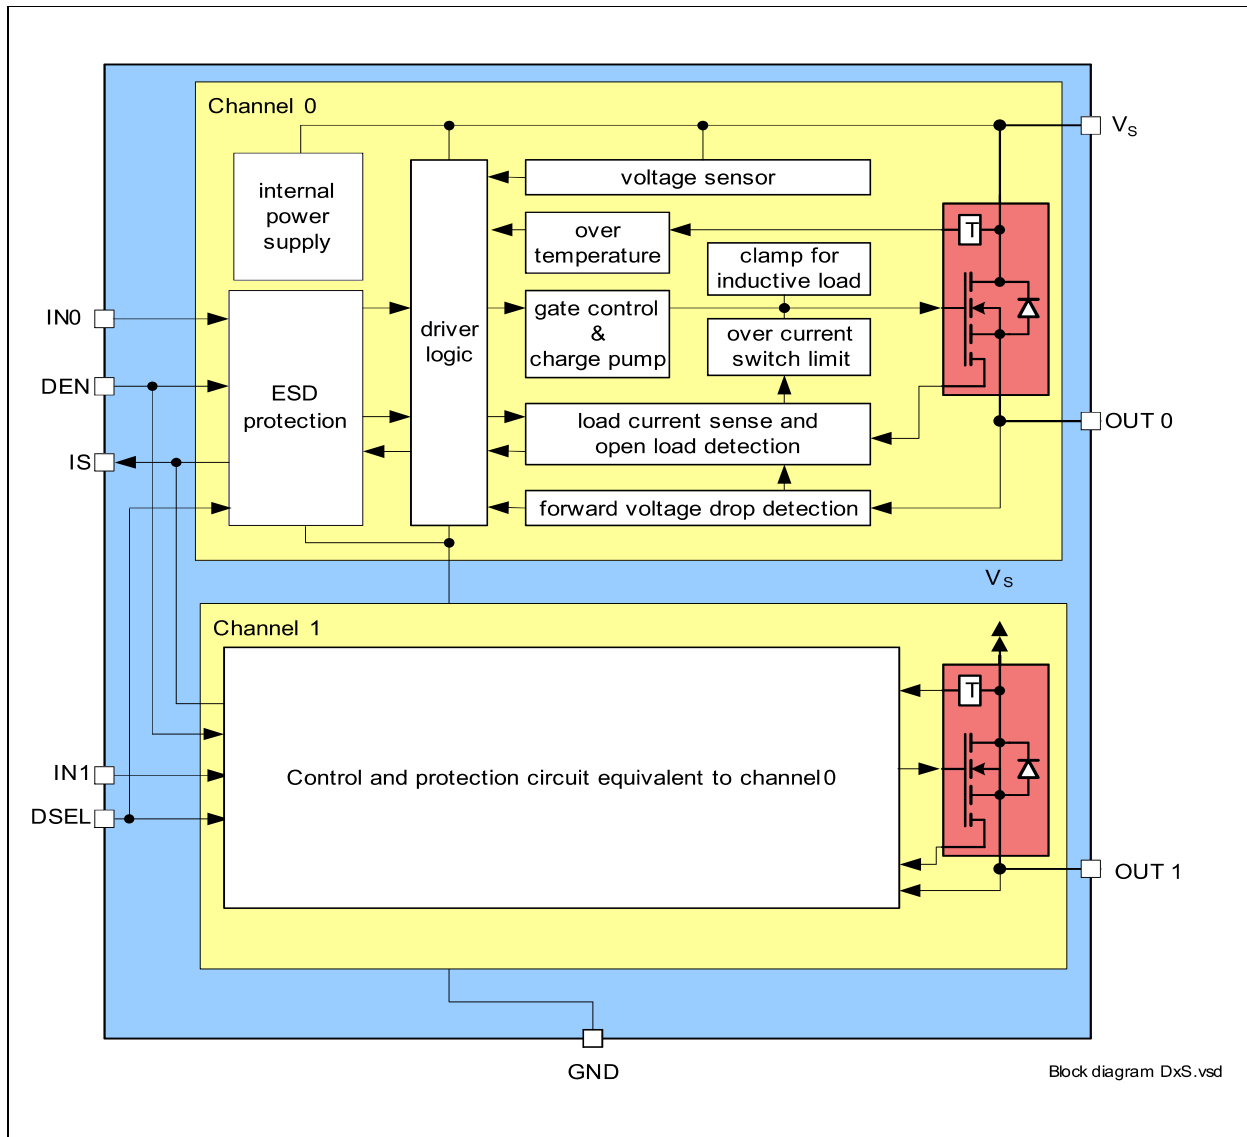 Channel 0
V_S
internal
power
supply
voltage sensor
over
temperature
T
clamp for
inductive load
IN0
gate control
&
charge pump
driver
logic
over current
switch limit
DEN
ESD
protection
load current sense and
open load detection
OUT 0
IS
forward voltage drop detection
V_S
Channel 1
T
IN1
Control and protection circuit equivalent to channel 0
DSEL
OUT 1
GND
Block diagram DxS.vsd